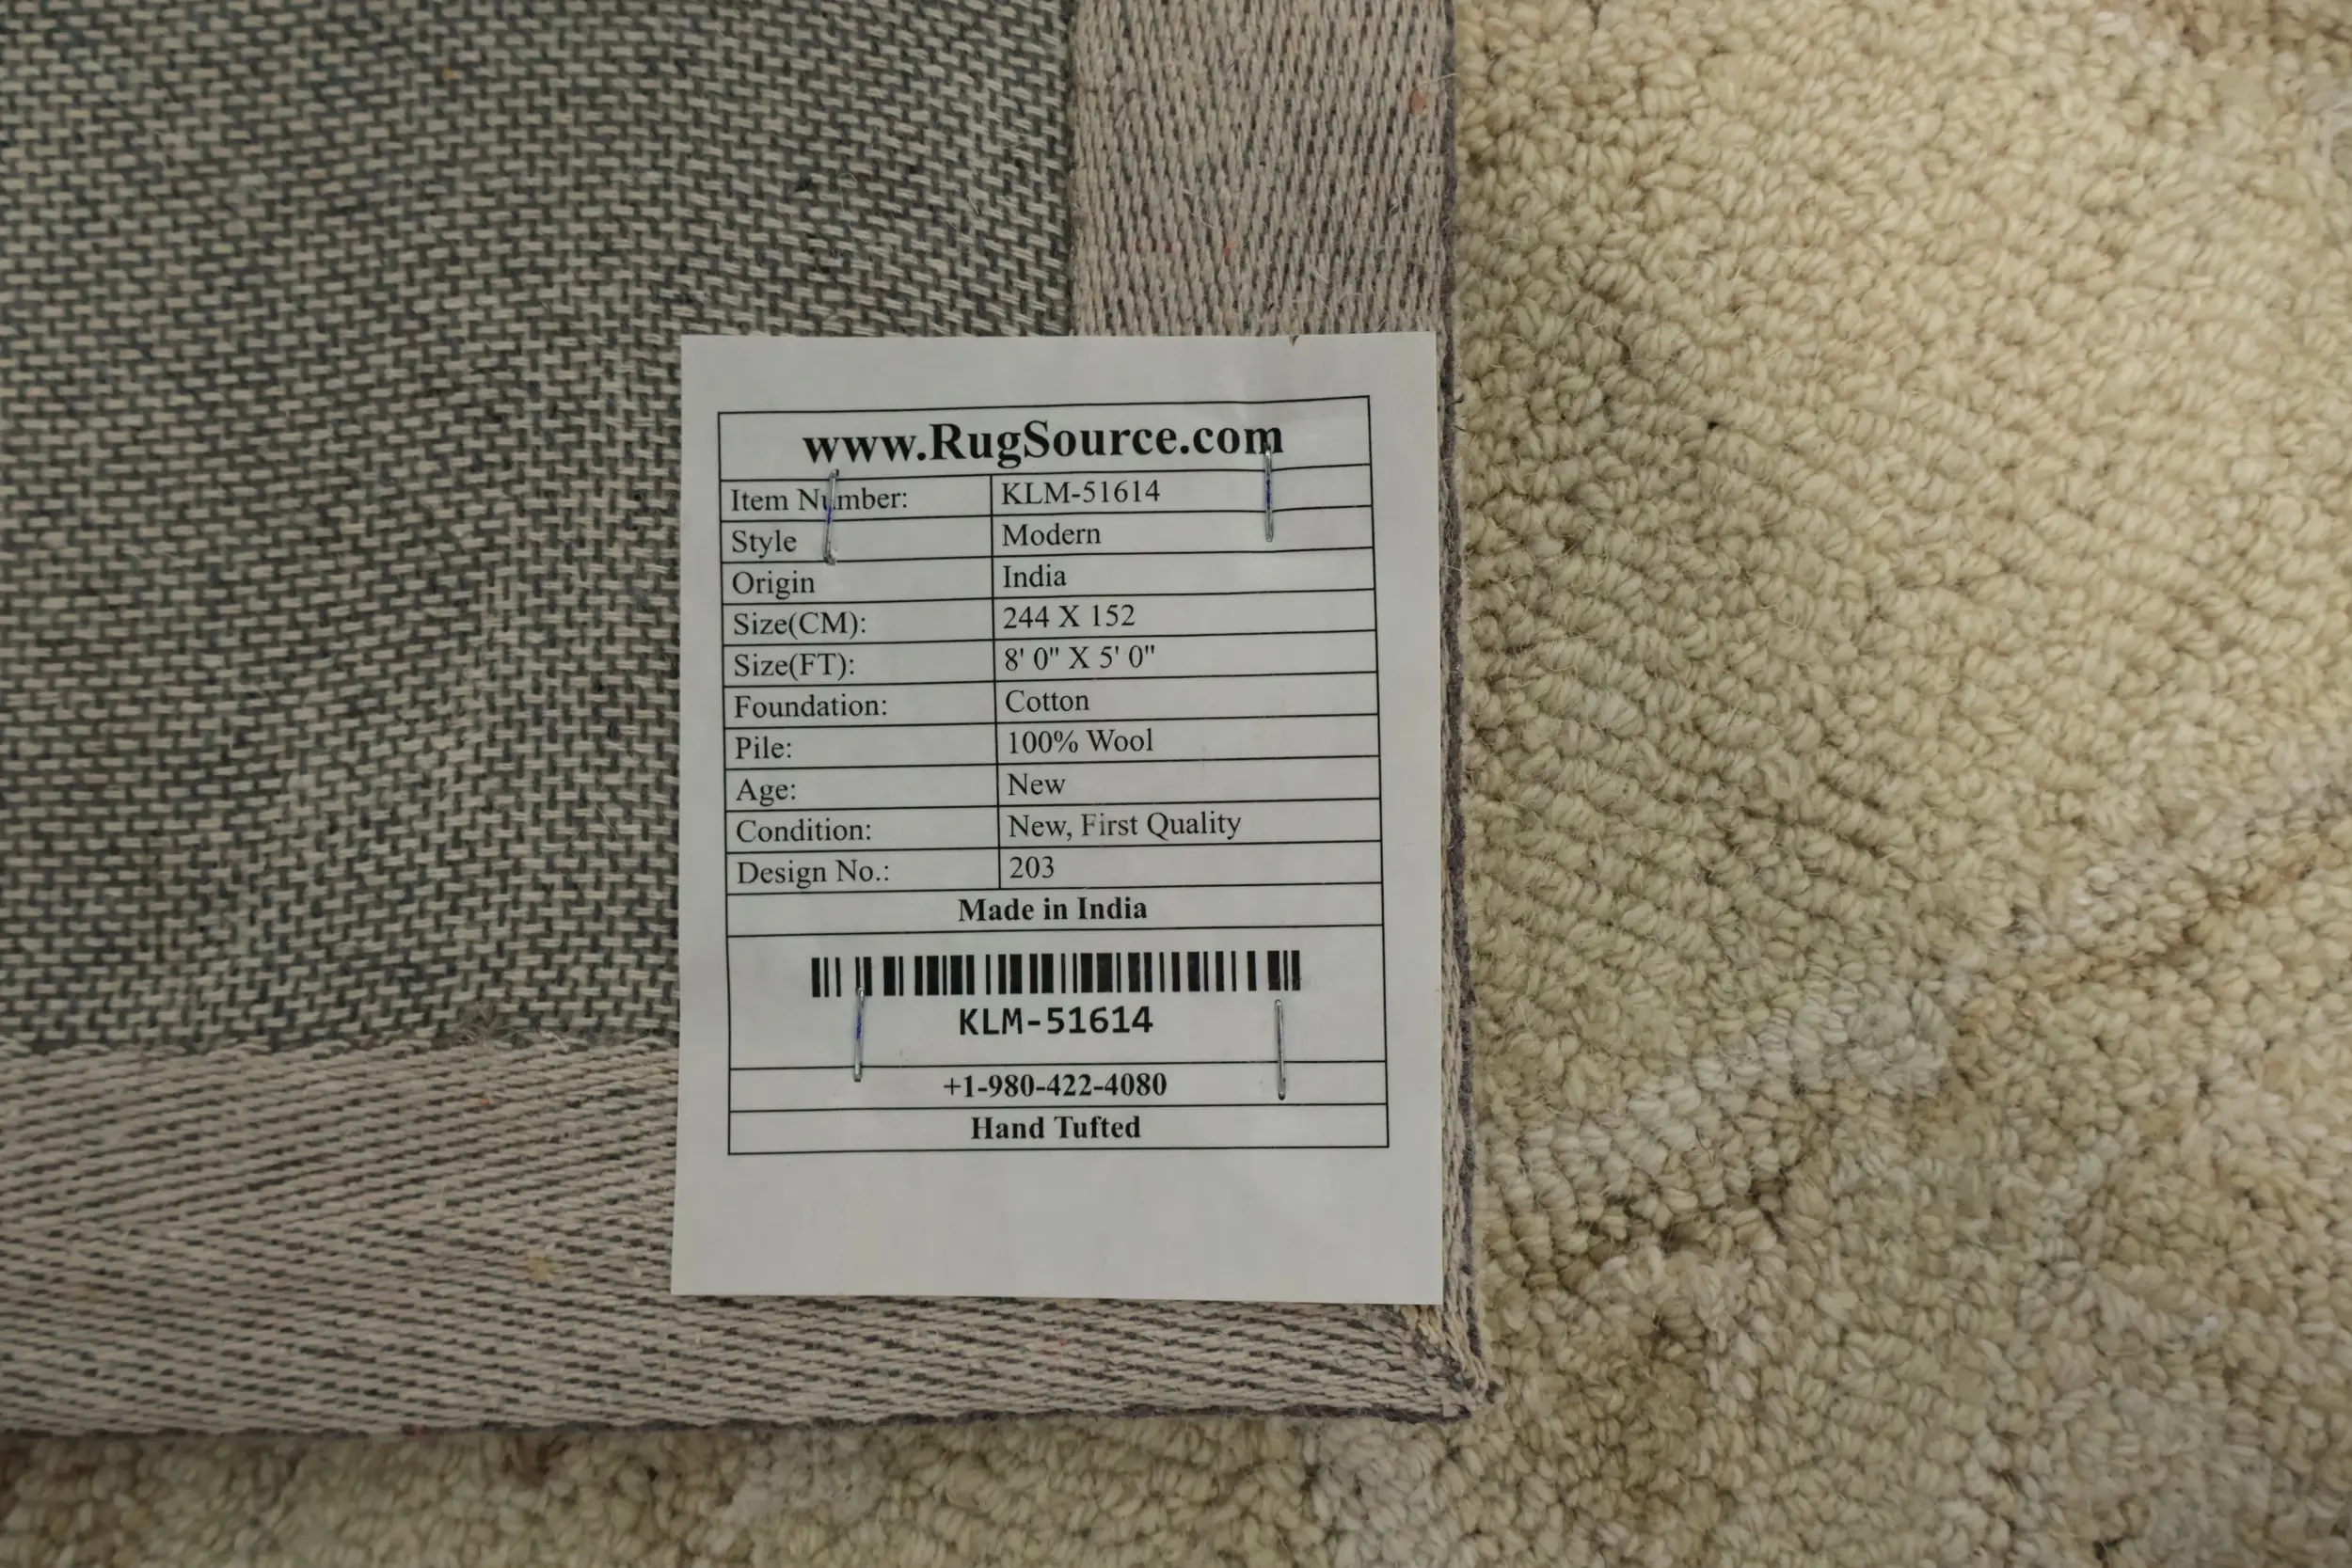 www.RugSource.com
Item Number: KLM-51614
Style Modern
Origin India
Size(CM): 244 X 152
Size(FT): 8' 0" X 5' 0"
Foundation: Cotton
Pile: 100% Wool
Age: New
Condition: New, First Quality
Design No.: 203
Made in India
KLM-51614
+1-980-422-4080
Hand Tufted